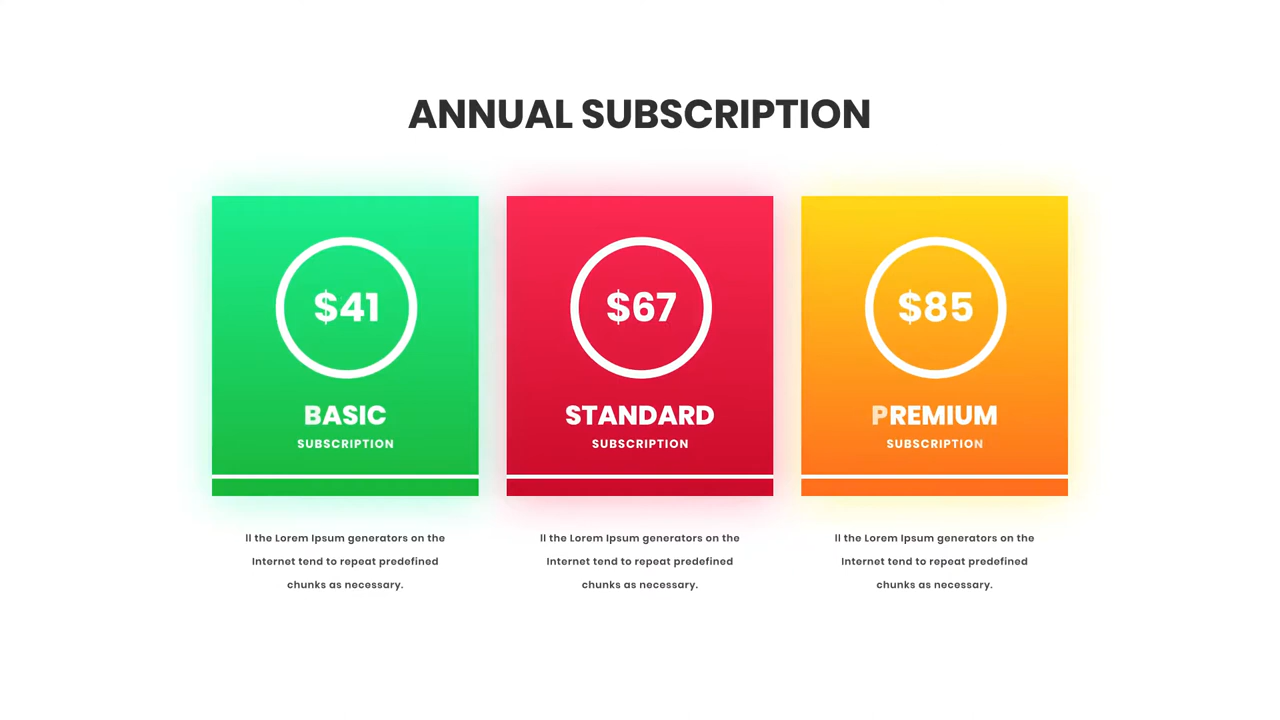 ANNUAL SUBSCRIPTION
$41
BASIC
SUBSCRIPTION
ll the Lorem Ipsum generators on the
Internet tend to repeat predefined
chunks as necessary.
$67
STANDARD
SUBSCRIPTION
ll the Lorem Ipsum generators on the
Internet tend to repeat predefined
chunks as necessary.
$85
PREMIUM
SUBSCRIPTION
ll the Lorem Ipsum generators on the
Internet tend to repeat predefined
chunks as necessary.